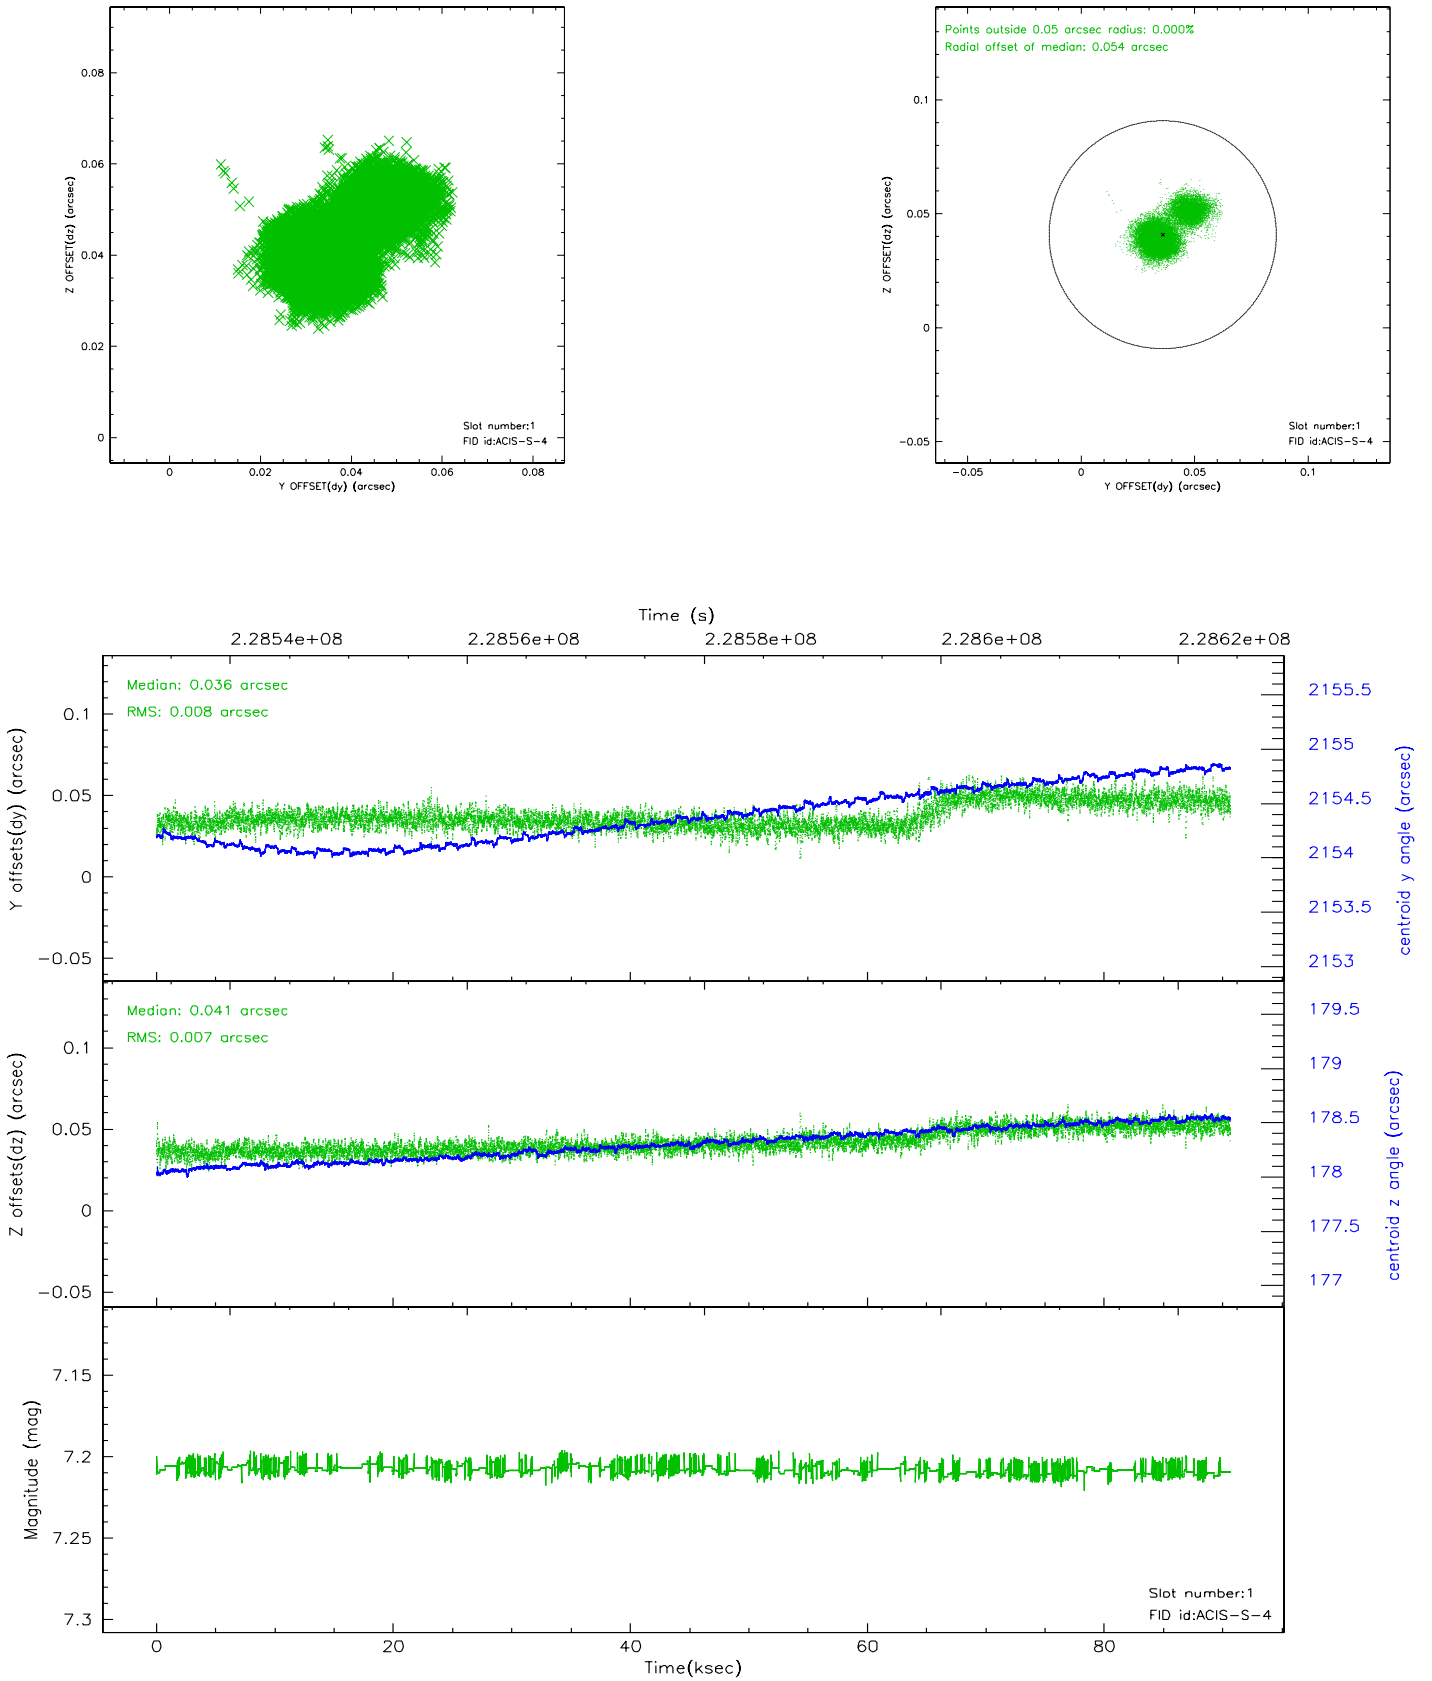 0.08
0.06
0.04
0.02
0
Z OFFSET(dz) (arcsec)
Slot number:1
FID id:ACIS-S-4
0 0.02 0.04 0.06 0.08
Y OFFSET(dy) (arcsec)
Points outside 0.05 arcsec radius: 0.000%
Radial offset of median: 0.054 arcsec
0.1
0.05
0
-0.05
Z OFFSET(dz) (arcsec)
Slot number:1
FID id:ACIS-S-4
-0.05 0 0.05 0.1
Y OFFSET(dy) (arcsec)
Time (s)
2.2854e+08 2.2856e+08 2.2858e+08 2.286e+08 2.2862e+08
Median: 0.036 arcsec
RMS: 0.008 arcsec
0.1
0.05
0
-0.05
Y offsets(dy) (arcsec)
2155.5
2155
2154.5
2154
2153.5
2153
centroid y angle (arcsec)
Median: 0.041 arcsec
RMS: 0.007 arcsec
0.1
0.05
0
-0.05
Z offsets(dz) (arcsec)
179.5
179
178.5
178
177.5
177
centroid z angle (arcsec)
7.15
7.2
7.25
7.3
Magnitude (mag)
Slot number:1
FID id:ACIS-S-4
0 20 40 60 80
Time(ksec)